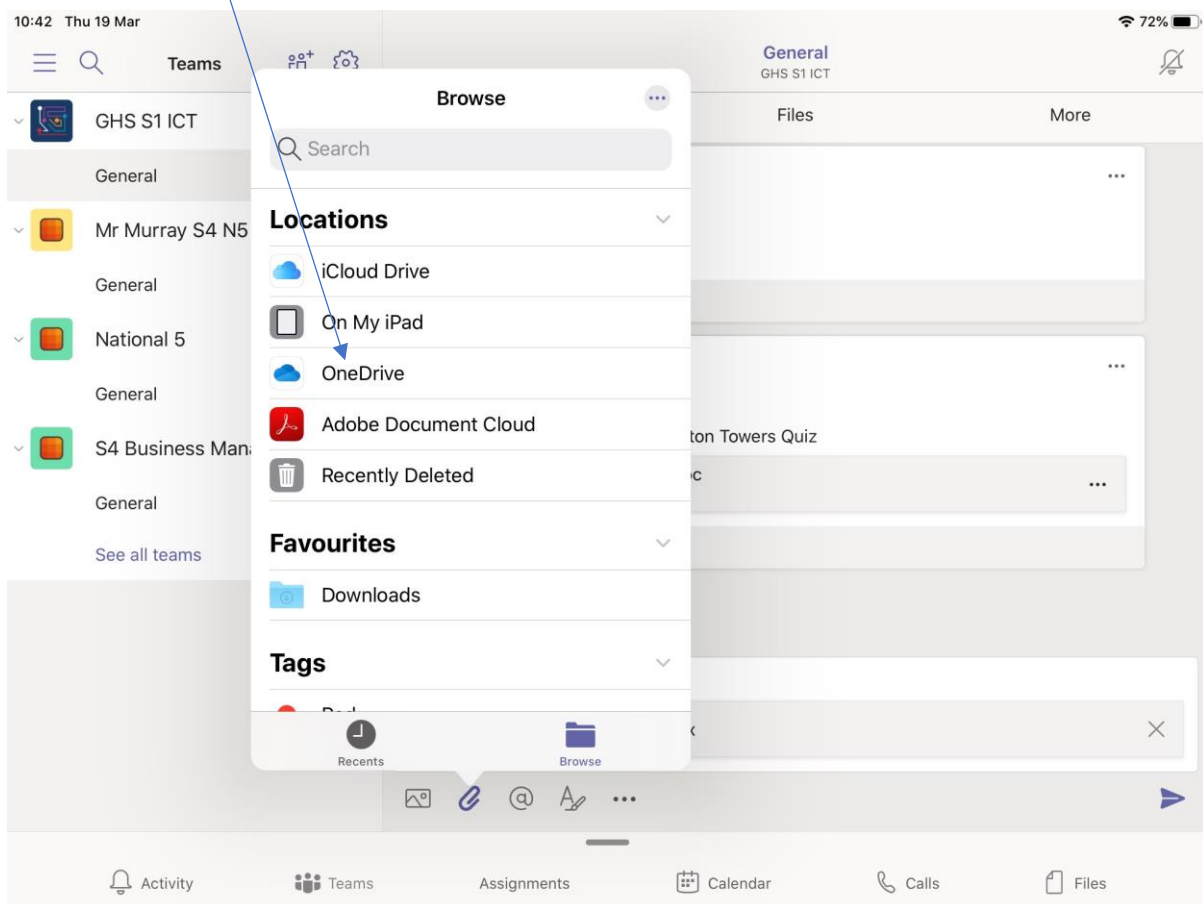 10:42 Thu 19 Mar
72%
Teams
General
GHS S1 ICT
Files
More
GHS S1 ICT
General
Mr Murray S4 N5
General
National 5
General
S4 Business Man
General
See all teams
Browse
Search
Locations
iCloud Drive
On My iPad
OneDrive
Adobe Document Cloud
Recently Deleted
Favourites
Downloads
Tags
Recents
Browse
ton Towers Quiz
Activity
Teams
Assignments
Calendar
Calls
Files